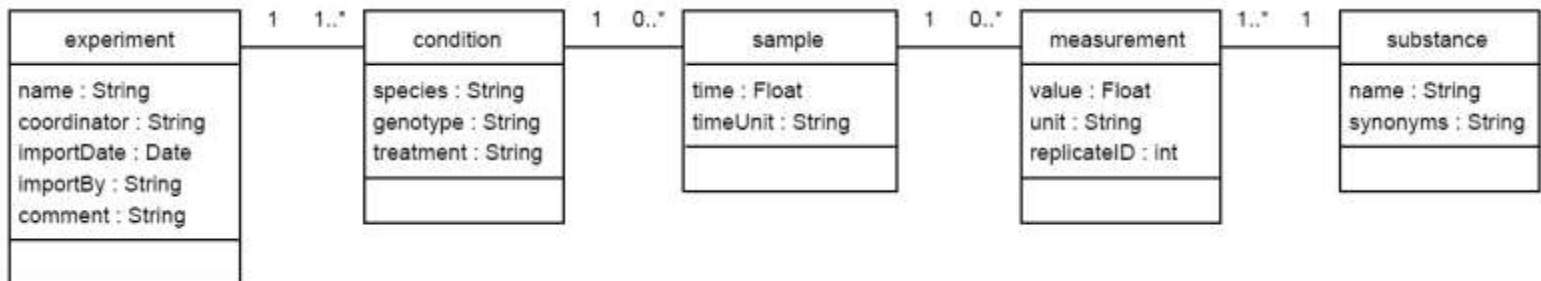 experiment
name : String
coordinator : String
importDate : Date
importBy : String
comment : String
1 1..*
condition
species : String
genotype : String
treatment : String
1 0..*
sample
time : Float
timeUnit : String
1 0..*
measurement
value : Float
unit : String
replicateID : int
1..* 1
substance
name : String
synonyms : String